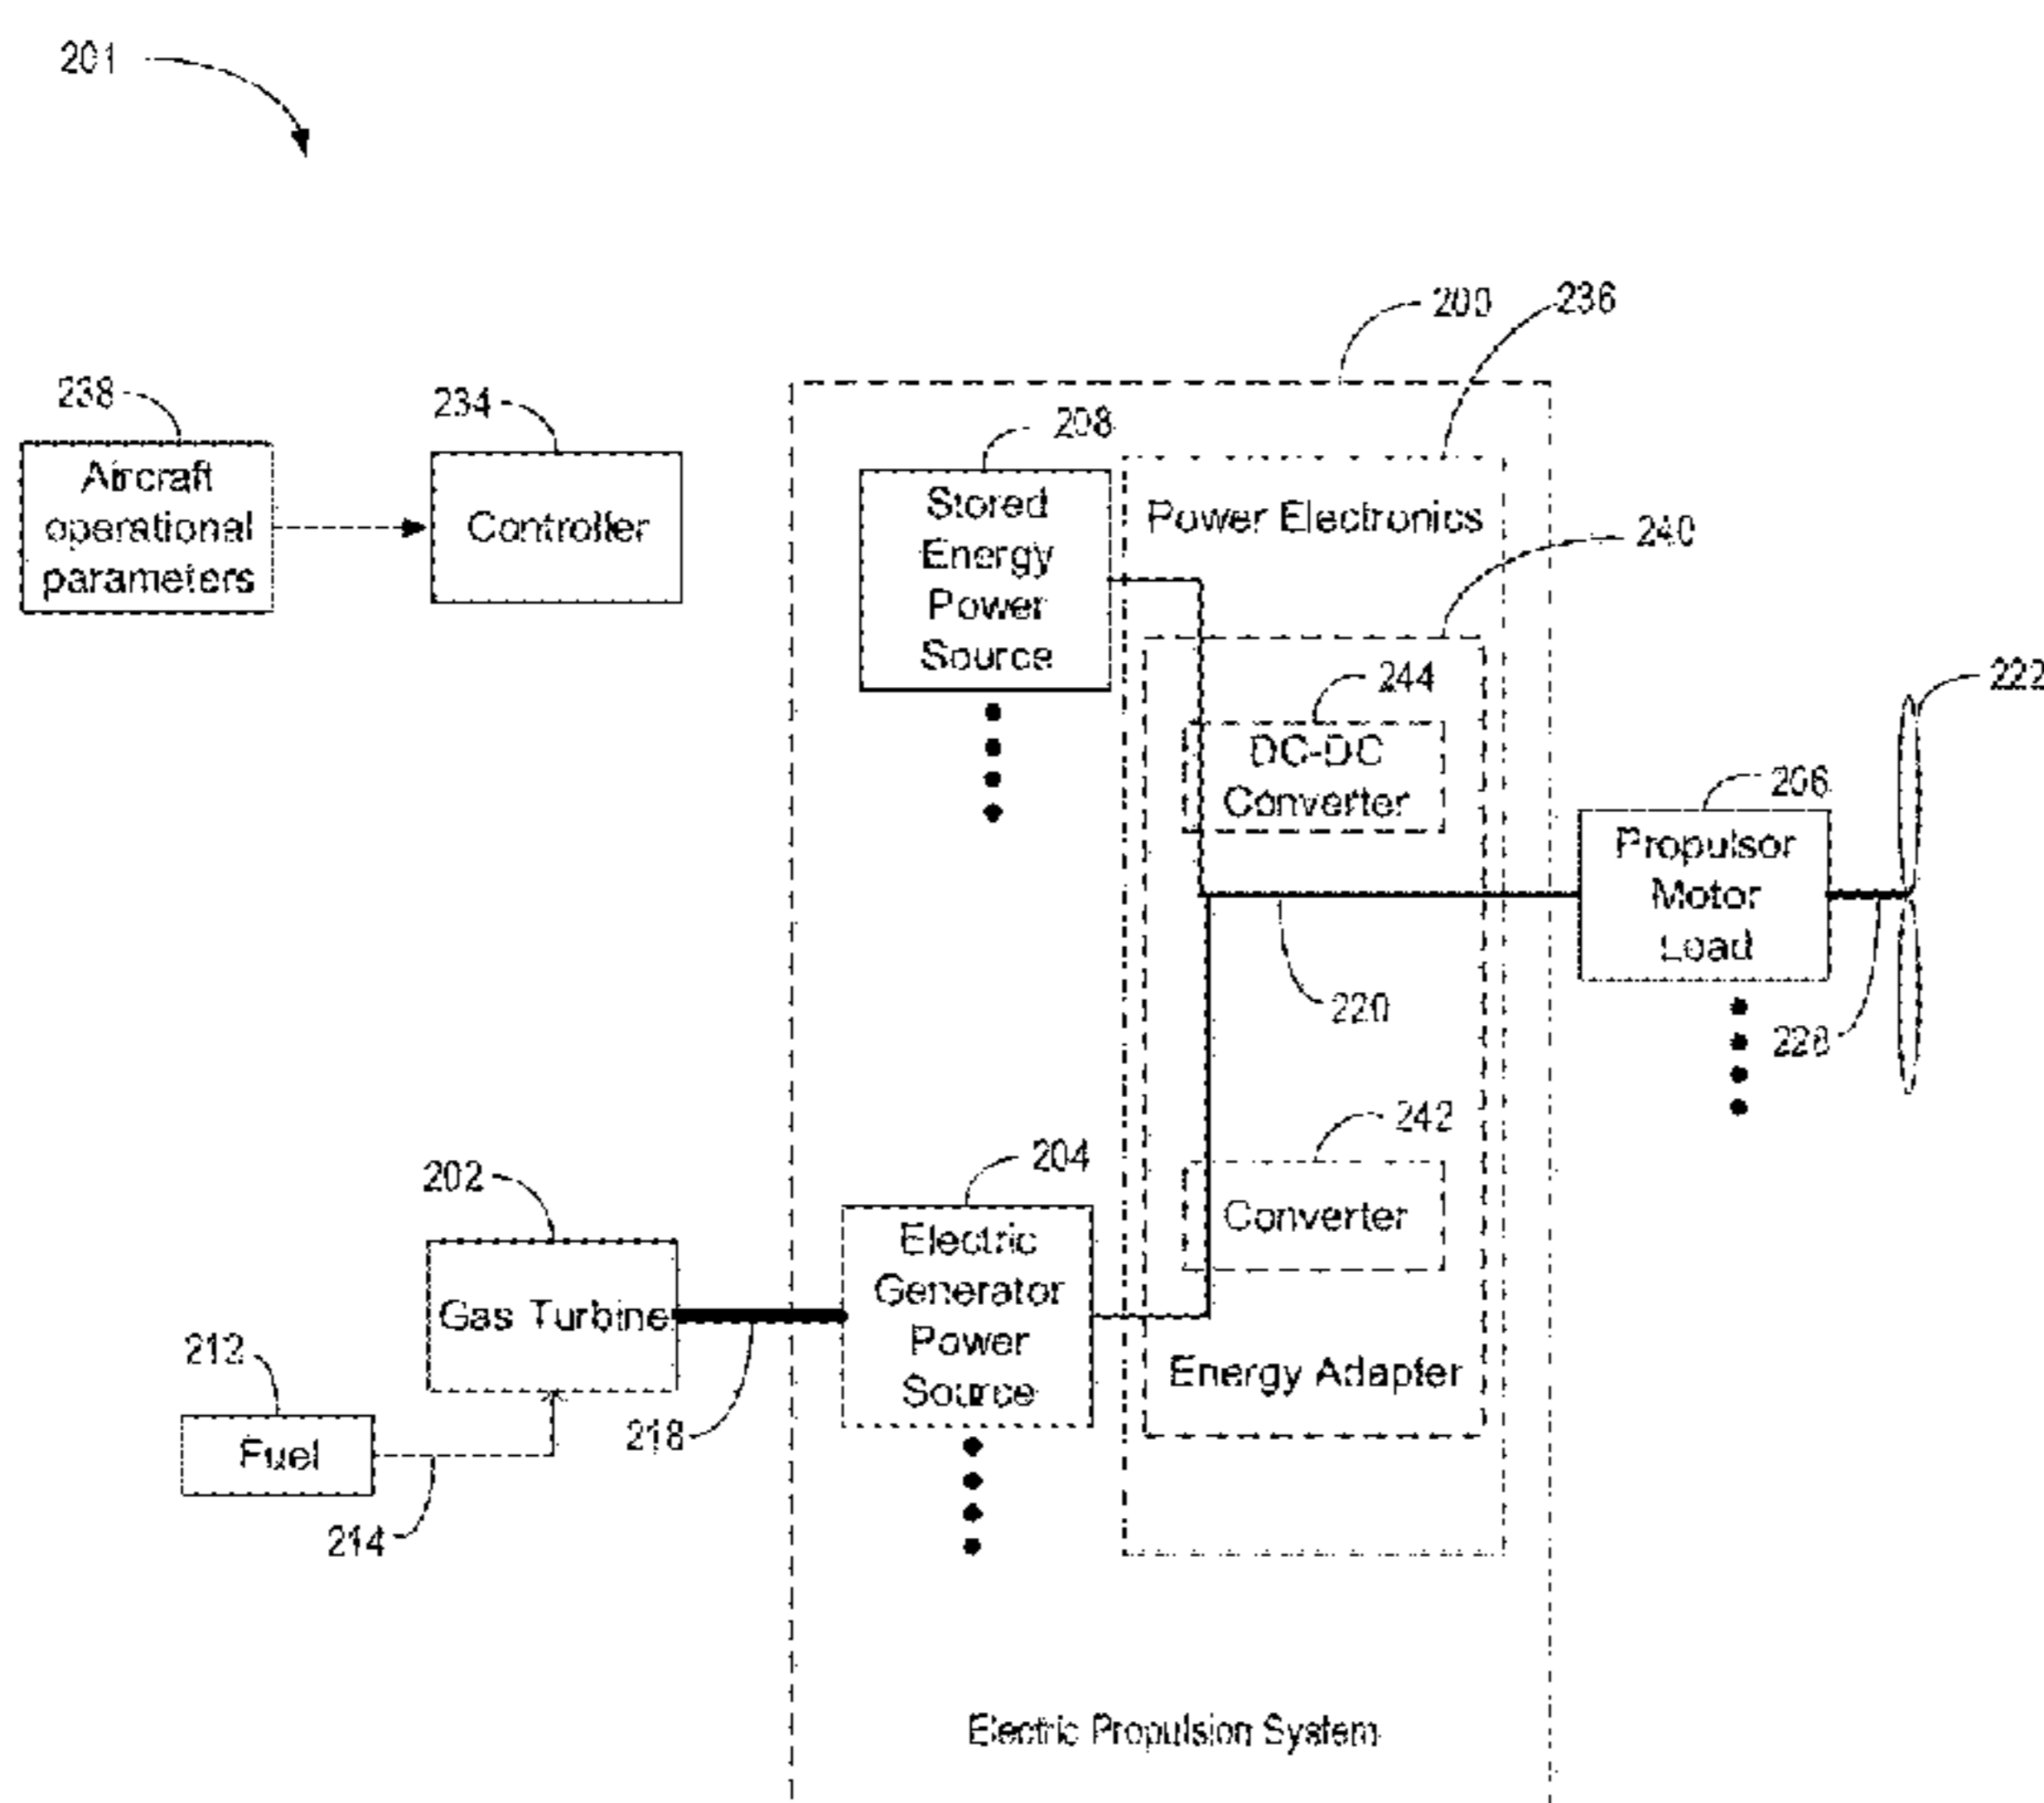 201
200
236
238
234
208
Aircraft
operational
parameters
Controller
Stored
Energy
Power
Source
Power Electronics
240
244
DC-DC
Converter
222
206
Propulsor
Motor
Load
220
226
242
Converter
204
202
Electric
Generator
Power
Source
Gas Turbine
Energy Adapter
212
Fuel
218
214
Electric Propulsion System